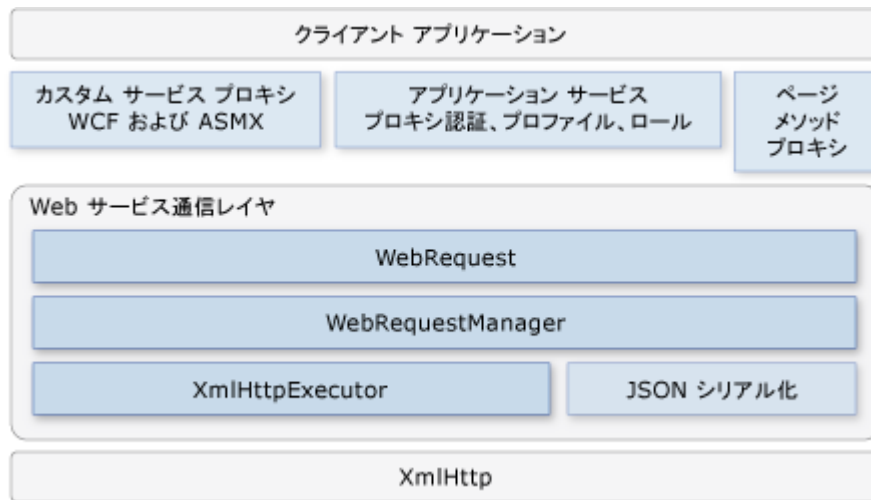 クライアント アプリケーション
カスタム サービス プロキシ
WCF および ASMX
アプリケーション サービス
プロキシ認証、プロファイル、ロール
ページ
メソッド
プロキシ
Web サービス通信レイヤ
WebRequest
WebRequestManager
XmlHttpExecutor
JSON シリアル化
XmlHttp